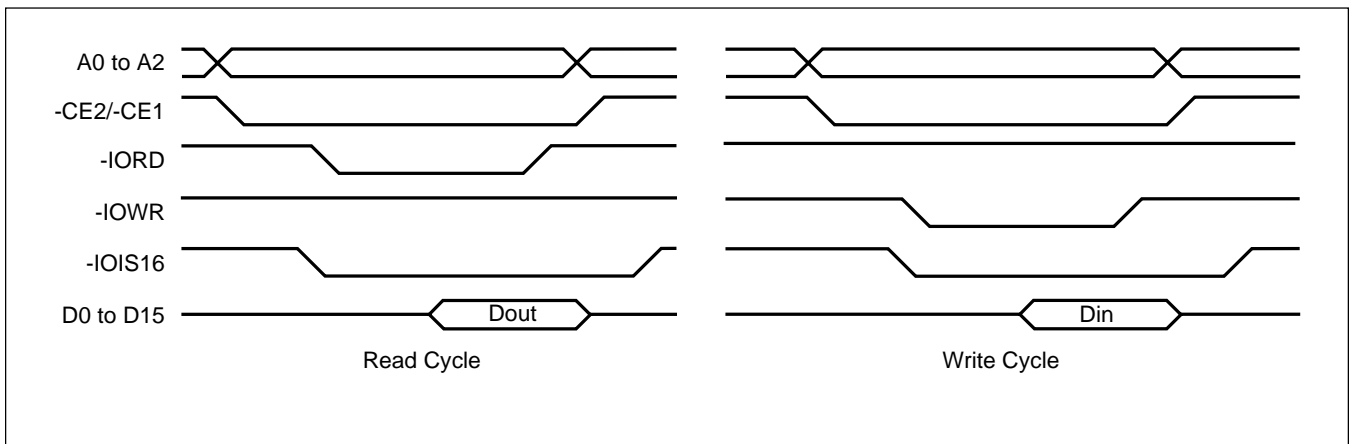 A0 to A2
-CE2/-CE1
-IORD
-IOWR
-IOIS16
D0 to D15 Dout Din
Read Cycle Write Cycle